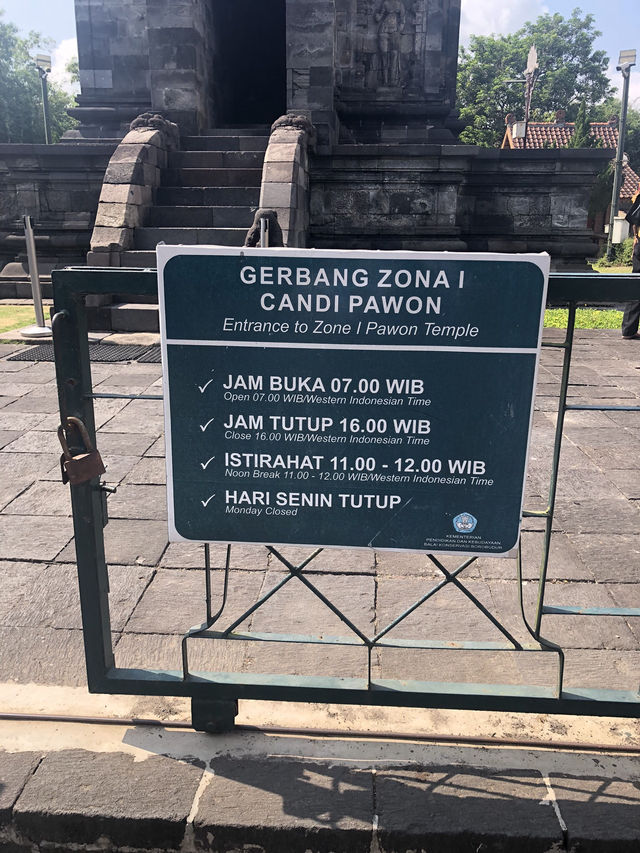 GERBANG ZONA I
CANDI PAWON
Entrance to Zone I Pawon Temple
JAM BUKA 07.00 WIB
Open 07.00 WIB/Western Indonesian Time
JAM TUTUP 16.00 WIB
Close 16.00 WIB/Western Indonesian Time
ISTIRAHAT 11.00 - 12.00 WIB
Noon Break 11.00 - 12.00 WIB/Western Indonesian Time
HARI SENIN TUTUP
Monday Closed
KEMENTERIAN
PENDIDIKAN DAN KEBUDAYAAN
BALAI KONSERVASI BOROBUDUR